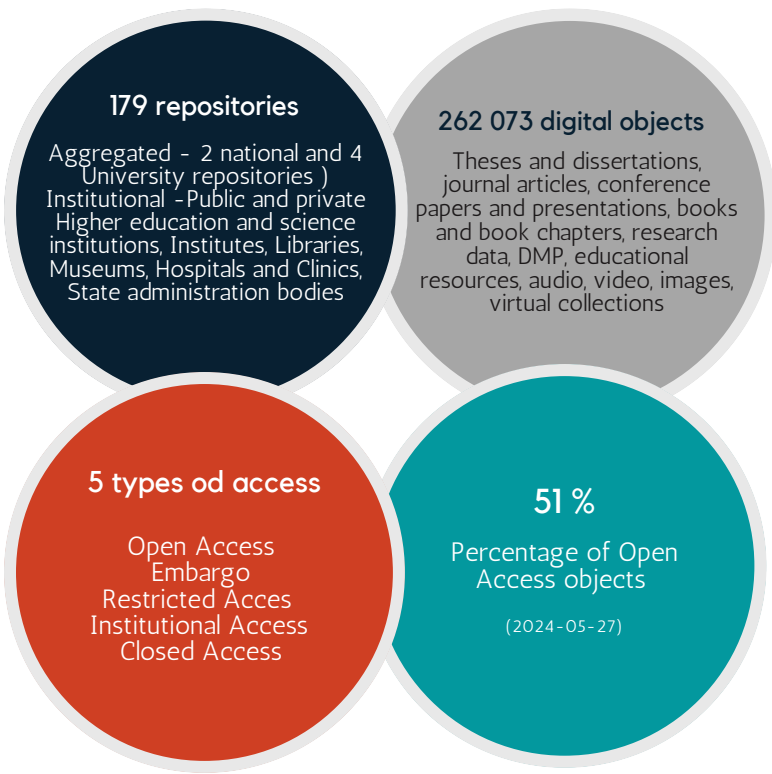 179 repositories
Aggregated - 2 national and 4
University repositories )
Institutional -Public and private
Higher education and science
institutions, Institutes, Libraries,
Museums, Hospitals and Clinics,
State administration bodies
262 073 digital objects
Theses and dissertations,
journal articles, conference
papers and presentations, books
and book chapters, research
data, DMP, educational
resources, audio, video, images,
virtual collections
5 types od access
Open Access
Embargo
Restricted Acces
Institutional Access
Closed Access
51 %
Percentage of Open
Access objects
(2024-05-27)